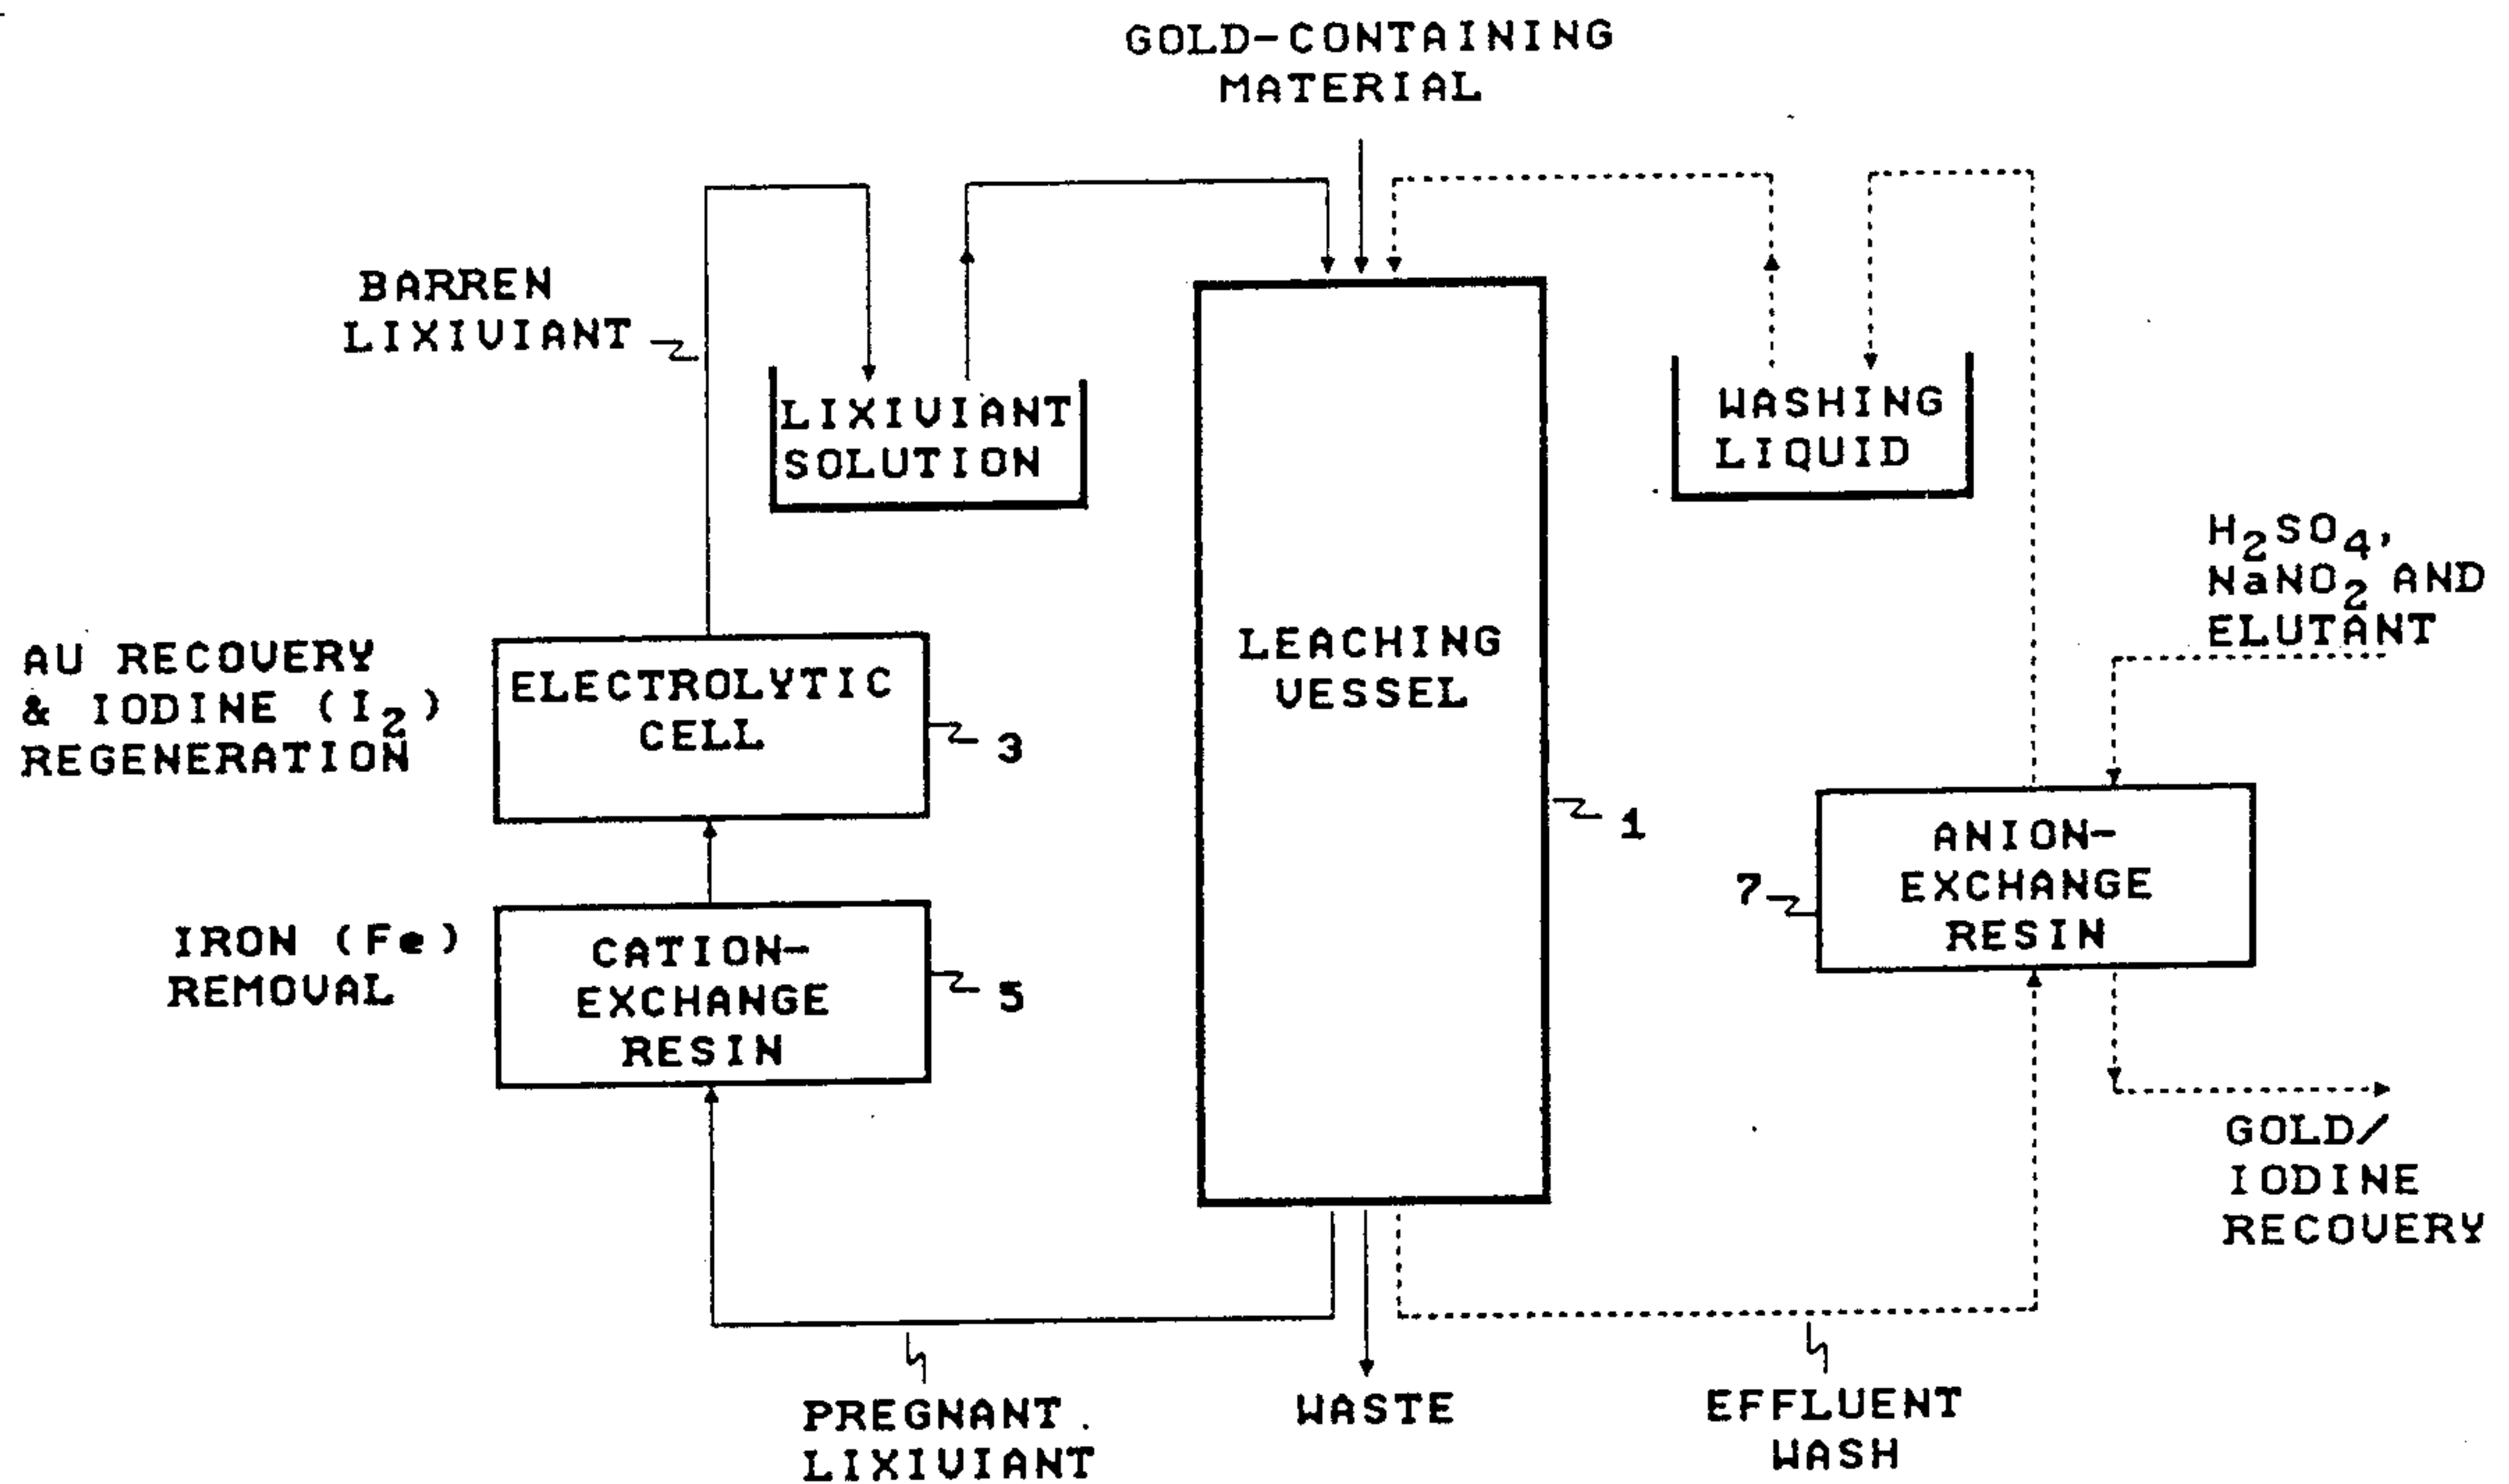 GOLD-CONTAINING
MATERIAL
BARREN
LIXIVIANT
LIXIVIANT
SOLUTION
WASHING
LIQUID
H₂SO₄,
NaNO₂ AND
ELUTANT
LEACHING
VESSEL
1
AU RECOVERY
& IODINE (I₂)
REGENERATION
ELECTROLYTIC
CELL
3
IRON (Fe)
REMOVAL
CATION-
EXCHANGE
RESIN
5
7
ANION-
EXCHANGE
RESIN
GOLD/
IODINE
RECOVERY
PREGNANT
LIXIVIANT
WASTE
EFFLUENT
WASH